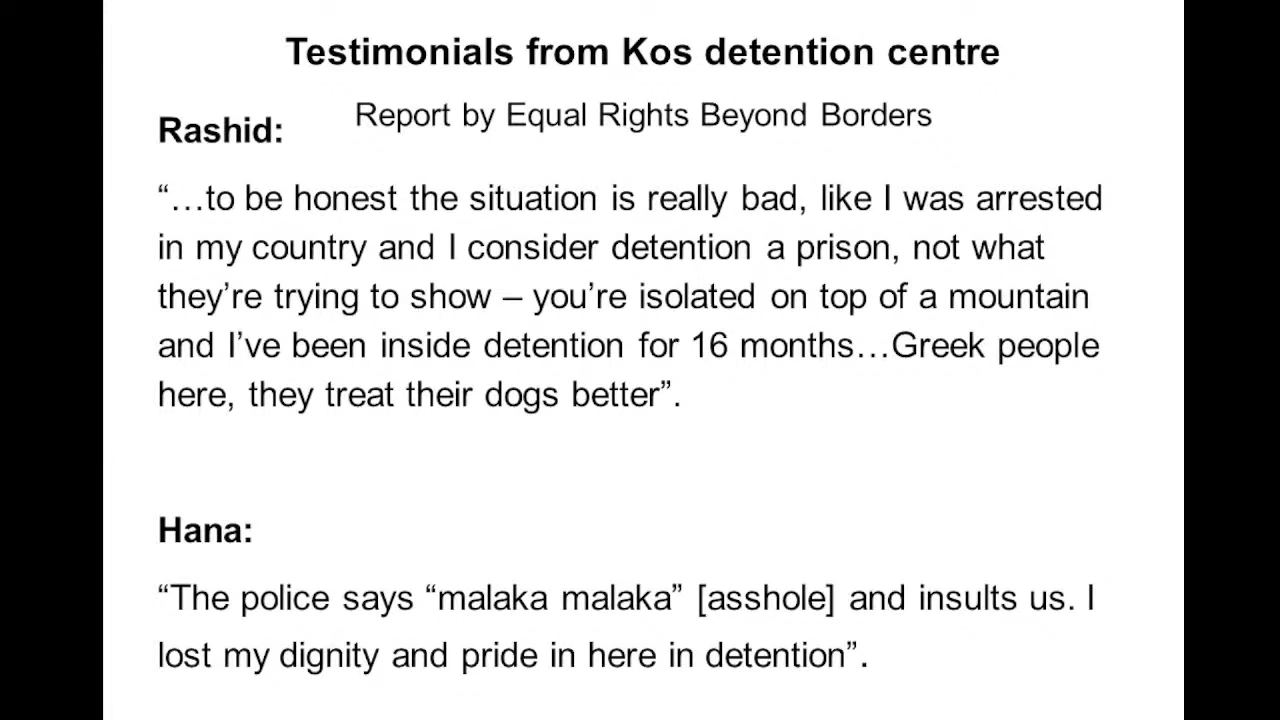 Testimonials from Kos detention centre
Report by Equal Rights Beyond Borders
Rashid:
“…to be honest the situation is really bad, like I was arrested
in my country and I consider detention a prison, not what
they’re trying to show – you’re isolated on top of a mountain
and I’ve been inside detention for 16 months…Greek people
here, they treat their dogs better”.
Hana:
“The police says “malaka malaka” [asshole] and insults us. I
lost my dignity and pride in here in detention”.